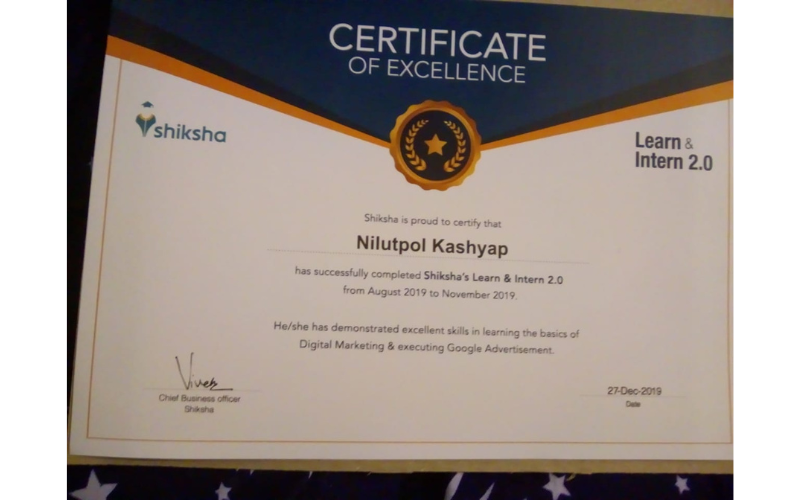 CERTIFICATE
OF EXCELLENCE
shiksha
Learn &
Intern 2.0
Shiksha is proud to certify that
Nilutpol Kashyap
has successfully completed Shiksha's Learn & Intern 2.0
from August 2019 to November 2019.
He/she has demonstrated excellent skills in learning the basics of
Digital Marketing & executing Google Advertisement.
Vivek
Chief Business officer
Shiksha
27-Dec-2019
Date